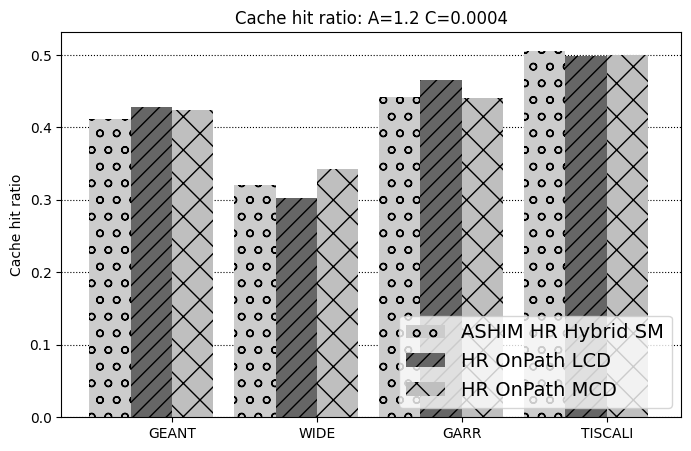 Cache hit ratio: A=1.2 C=0.0004
Cache hit ratio
0.5
0.4
0.3
0.2
0.1
0.0
GEANT WIDE GARR TISCALI
ASHIM HR Hybrid SM
HR OnPath LCD
HR OnPath MCD